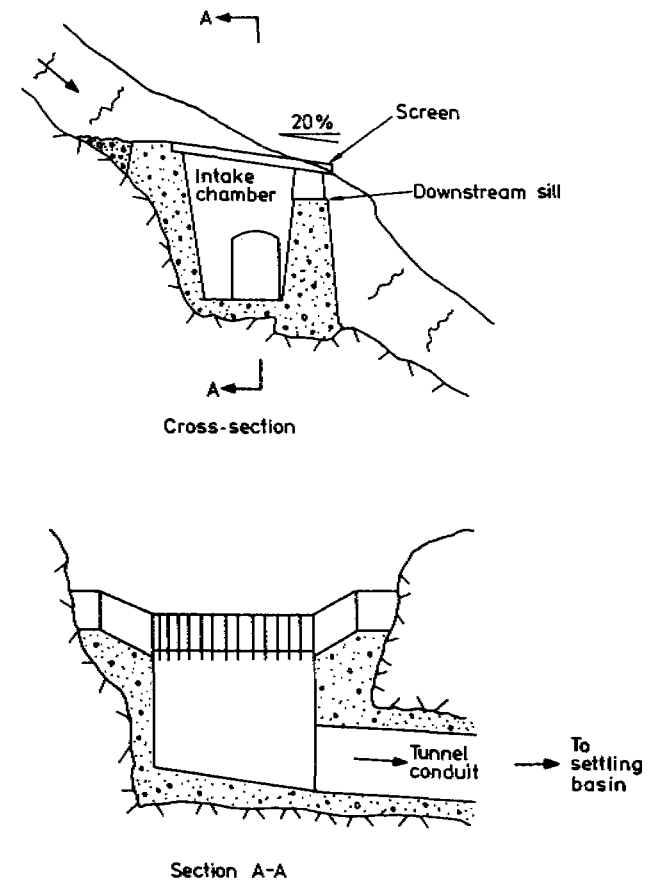 A
20%
Screen
Intake
chamber
Downstream sill
A
Cross-section
Tunnel
conduit
To
settling
basin
Section A-A